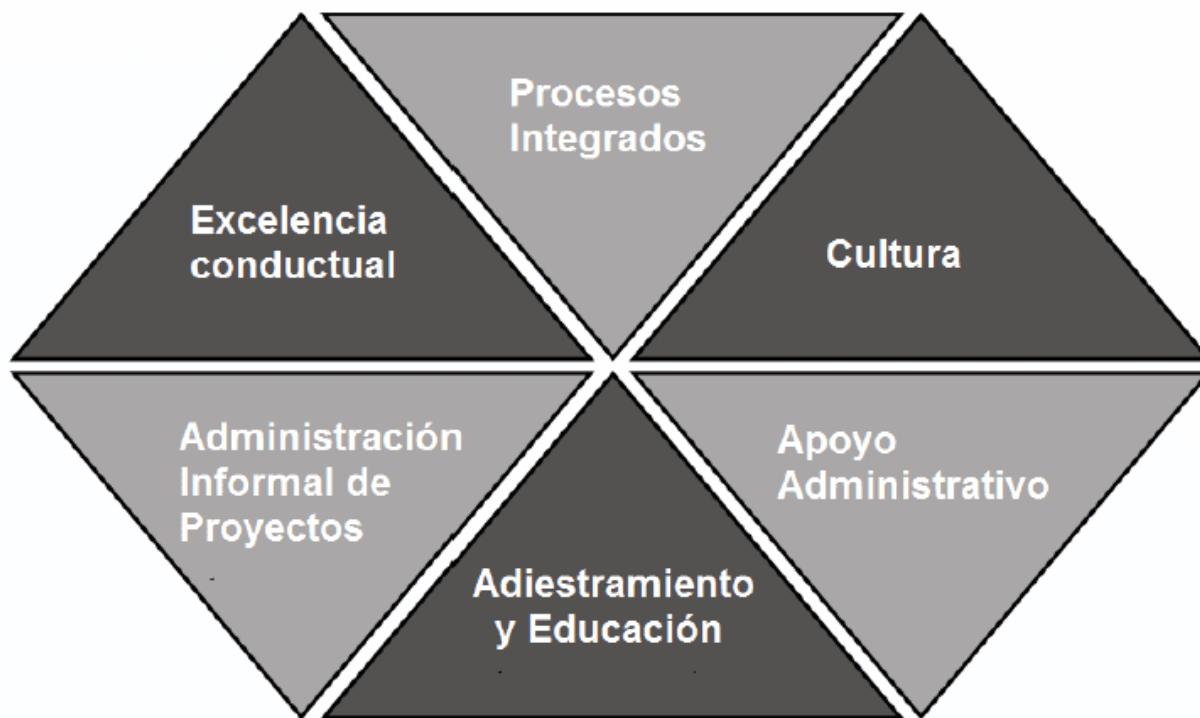 Procesos
Integrados
Excelencia
conductual
Cultura
Administración
Informal de
Proyectos
Apoyo
Administrativo
Adiestramiento
y Educación